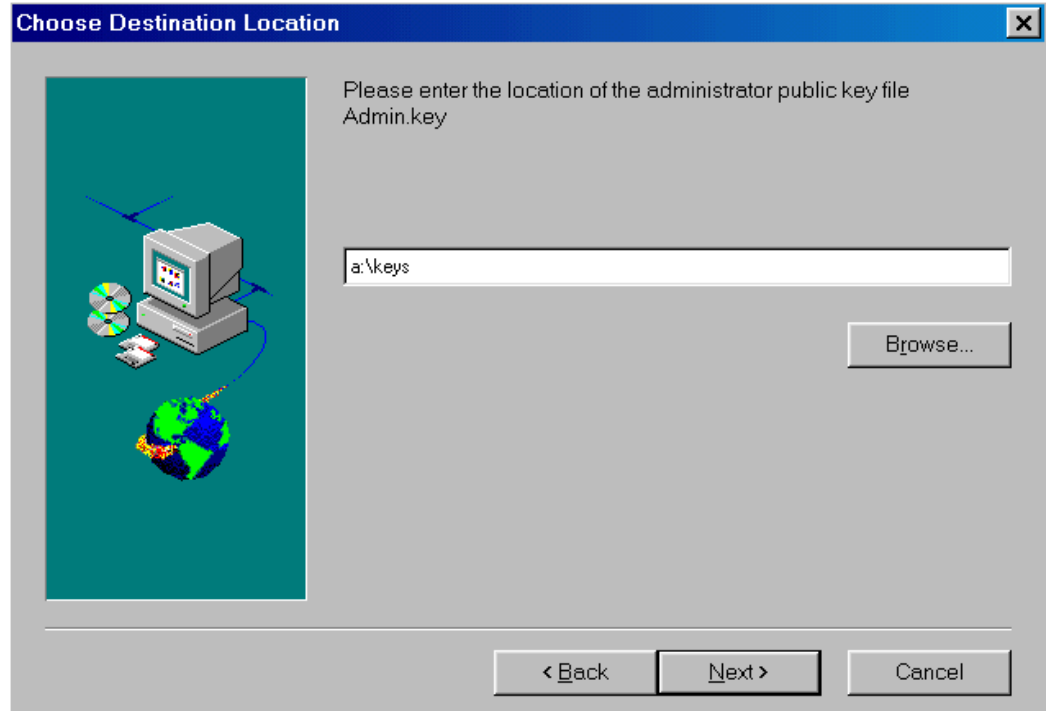 Choose Destination Location
Please enter the location of the administrator public key file
Admin.key
a:\keys
Browse...
< Back
Next >
Cancel